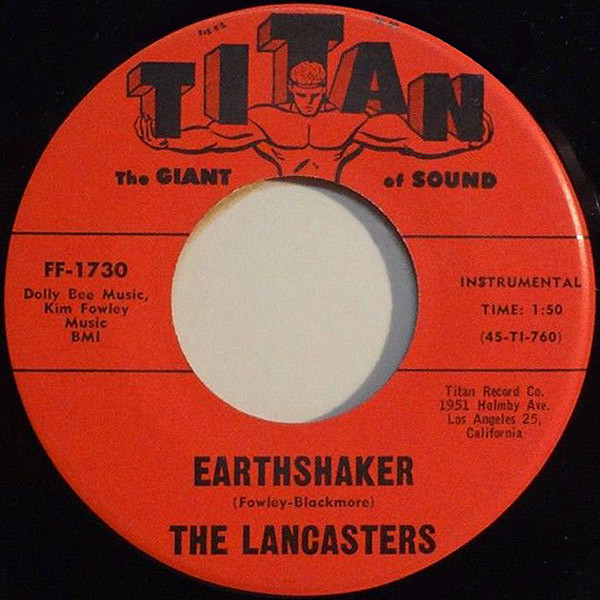 Reg. U.S.
TITAN
The GIANT of SOUND
FF-1730
Dolly Bee Music,
Kim Fowley
Music
BMI
INSTRUMENTAL
TIME: 1:50
(45-TI-760)
Titan Record Co.
1951 Holmby Ave.
Los Angeles 25,
California
EARTHSHAKER
(Fowley-Blackmore)
THE LANCASTERS